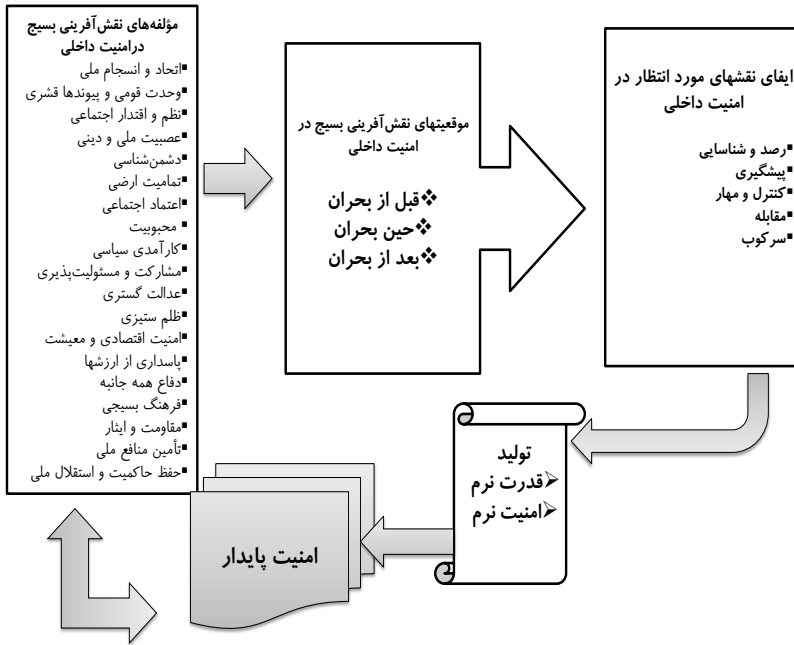 مؤلفه‌های نقش‌آفرینی بسیج
درامنیت داخلی
▪اتحاد و انسجام ملی
▪وحدت قومی و پیوندها قشری
▪نظم و اقتدار اجتماعی
▪عصبیت ملی و دینی
▪دشمن‌شناسی
▪تمامیت ارضی
▪اعتماد اجتماعی
▪ محبوبیت
▪کارآمدی سیاسی
▪مشارکت و مسئولیت‌پذیری
▪عدالت گستری
▪ظلم ستیزی
▪امنیت اقتصادی و معیشت
▪پاسداری از ارزشها
▪دفاع همه جانبه
▪فرهنگ بسیجی
▪مقاومت و ایثار
▪تأمین منافع ملی
▪حفظ حاکمیت و استقلال ملی
موقعیتهای نقش‌آفرینی بسیج در
امنیت داخلی
❖قبل از بحران
❖حین بحران
❖بعد از بحران
ایفای نقشهای مورد انتظار در
امنیت داخلی
▪رصد و شناسایی
▪پیشگیری
▪کنترل و مهار
▪مقابله
▪سرکوب
تولید
⮚قدرت نرم
⮚امنیت نرم
امنیت پایدار